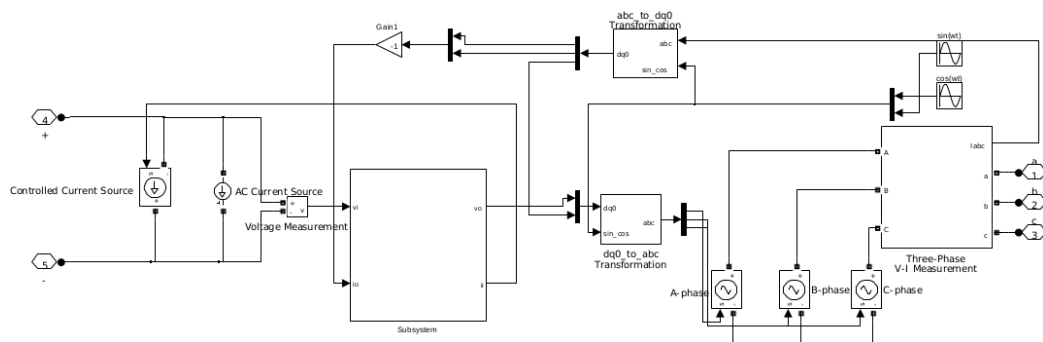 abc_to_dq0
Transformation
Gain1
-1
dq0
abc
sin_cos
sin(wt)
cos(wt)
4
+
Iabc
A
B
C
a
b
c
a
1
b
2
c
3
Three-Phase
V-I Measurement
s
-
+
Controlled Current Source
AC Current Source
+
-
v
Voltage Measurement
vi
io
vo
ii
Subsystem
dq0
sin_cos
abc
dq0_to_abc
Transformation
5
-
A-phase
+
s
-
B-phase
+
s
-
C-phase
+
s
-